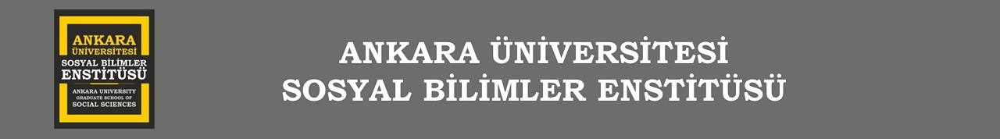 ANKARA
ÜNİVERSİTESİ
SOSYAL BİLİMLER
ENSTİTÜSÜ
ANKARA UNIVERSITY
GRADUATE SCHOOL OF
SOCIAL SCIENCES
ANKARA ÜNİVERSİTESİ
SOSYAL BİLİMLER ENSTİTÜSÜ